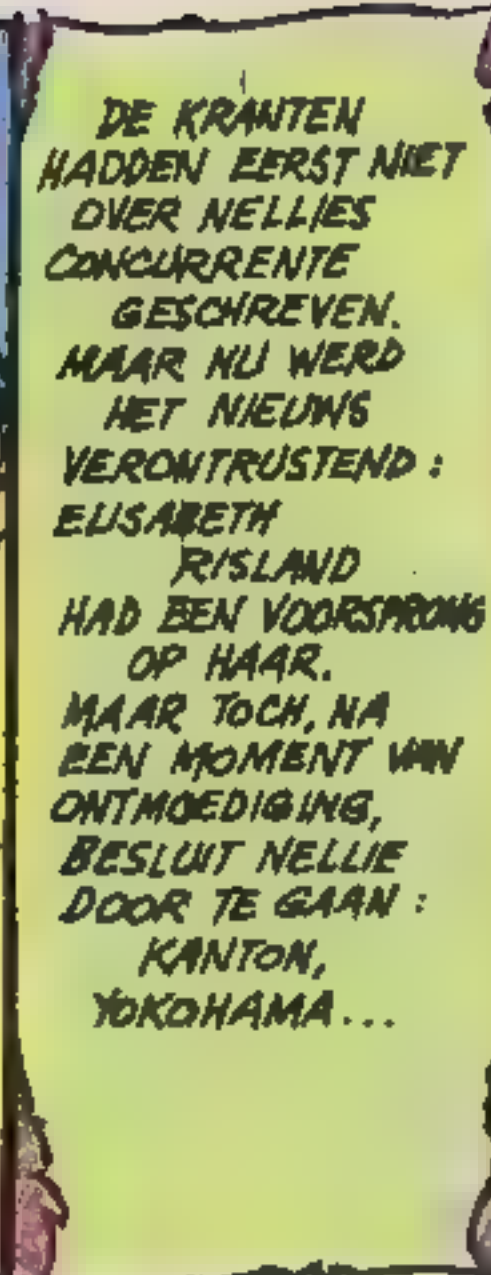 DE KRANTEN
HADDEN EERST NIET
OVER NELLIES
CONCURRENTE
GESCHREVEN.
MAAR NU WERD
HET NIEUWS
VERONTRUSTEND :
ELISABETH
RISLAND
HAD EEN VOORSPRONG
OP HAAR.
MAAR TOCH, NA
EEN MOMENT VAN
ONTMOEDIGING,
BESLUIT NELLIE
DOOR TE GAAN :
KANTON,
YOKOHAMA...